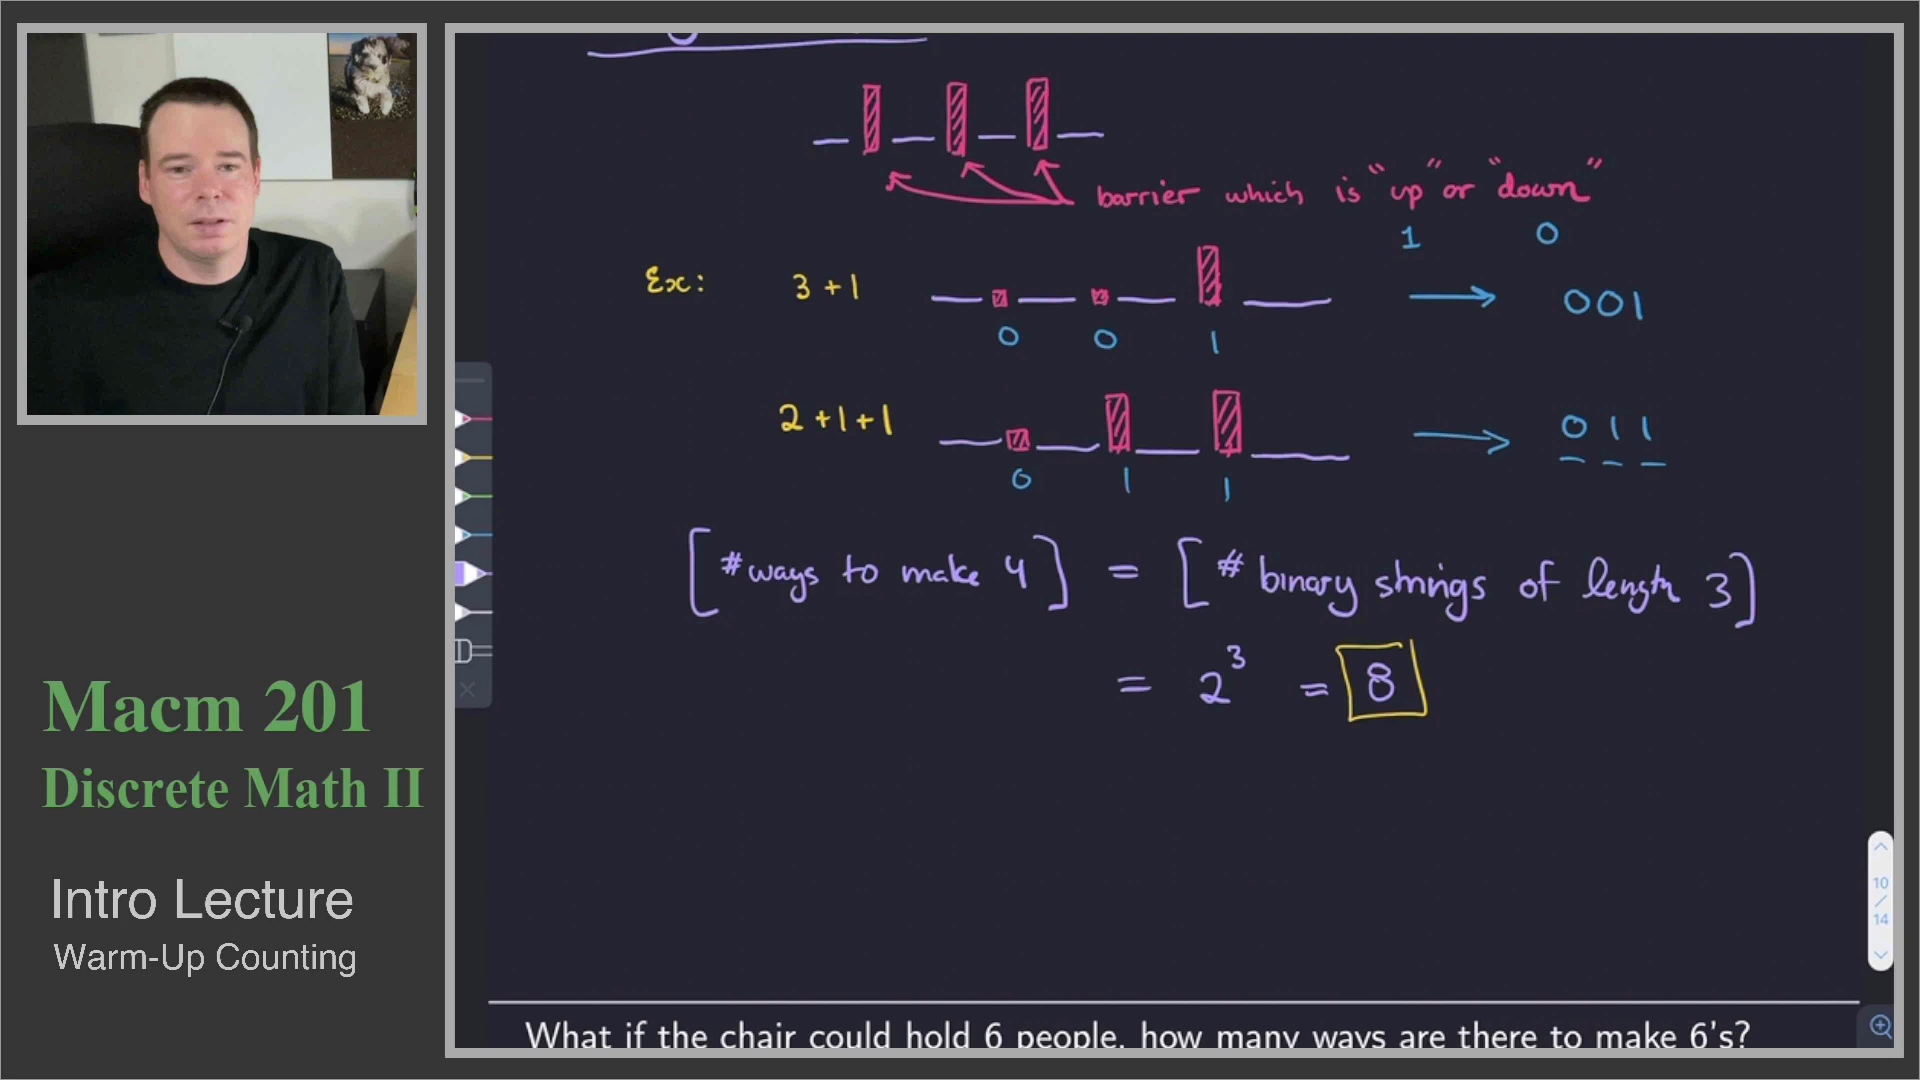 barrier which is "up" or "down"
1 0
Ex: 3+1 → 001
0 0 1
2+1+1 → 011
0 1 1
[# ways to make 4] = [# binary strings of length 3]
= 2³ = 8
Macm 201
Discrete Math II
Intro Lecture
Warm-Up Counting
10
/
14
What if the chair could hold 6 people, how many ways are there to make 6's?